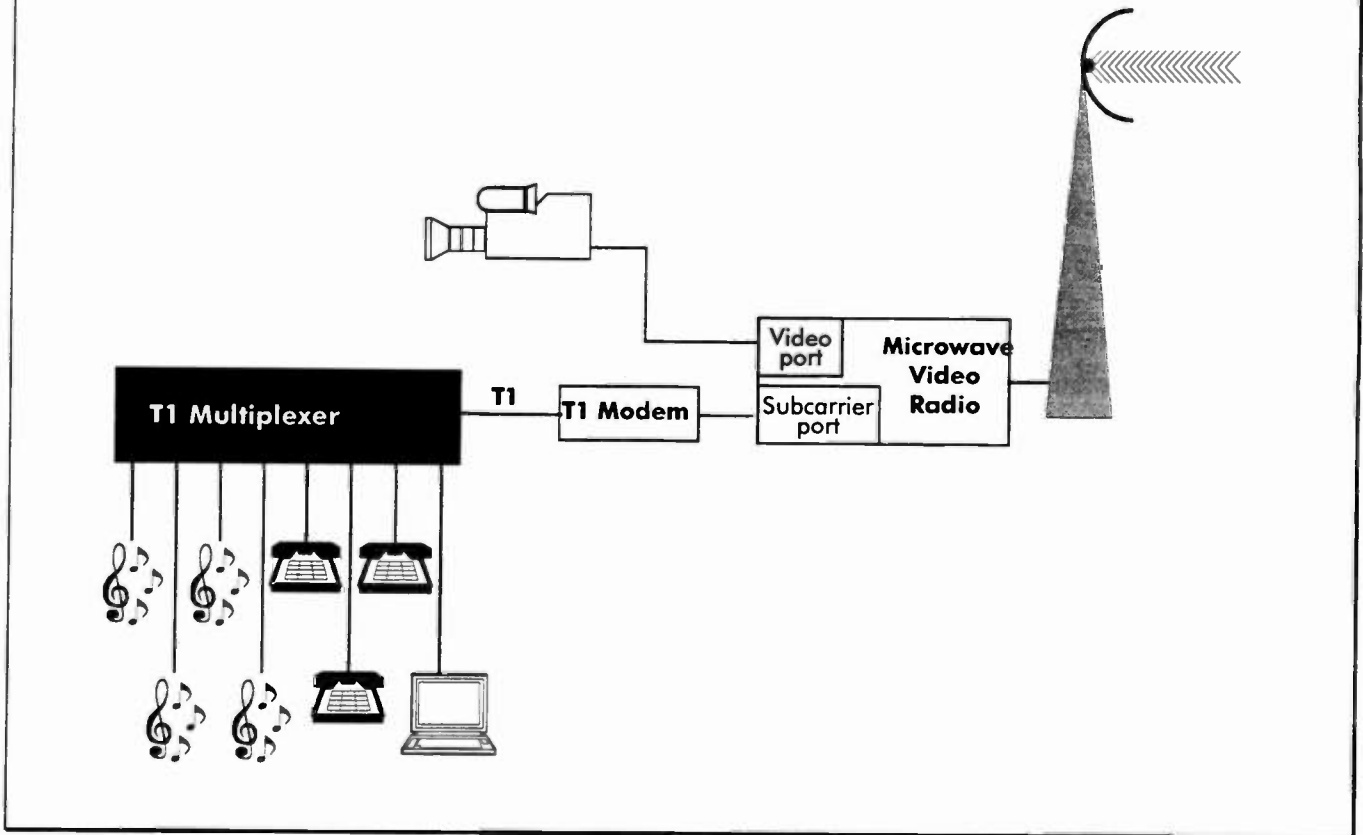 Video
port
Microwave
Video
Radio
T1 Multiplexer
T1
T1 Modem
Subcarrier
port